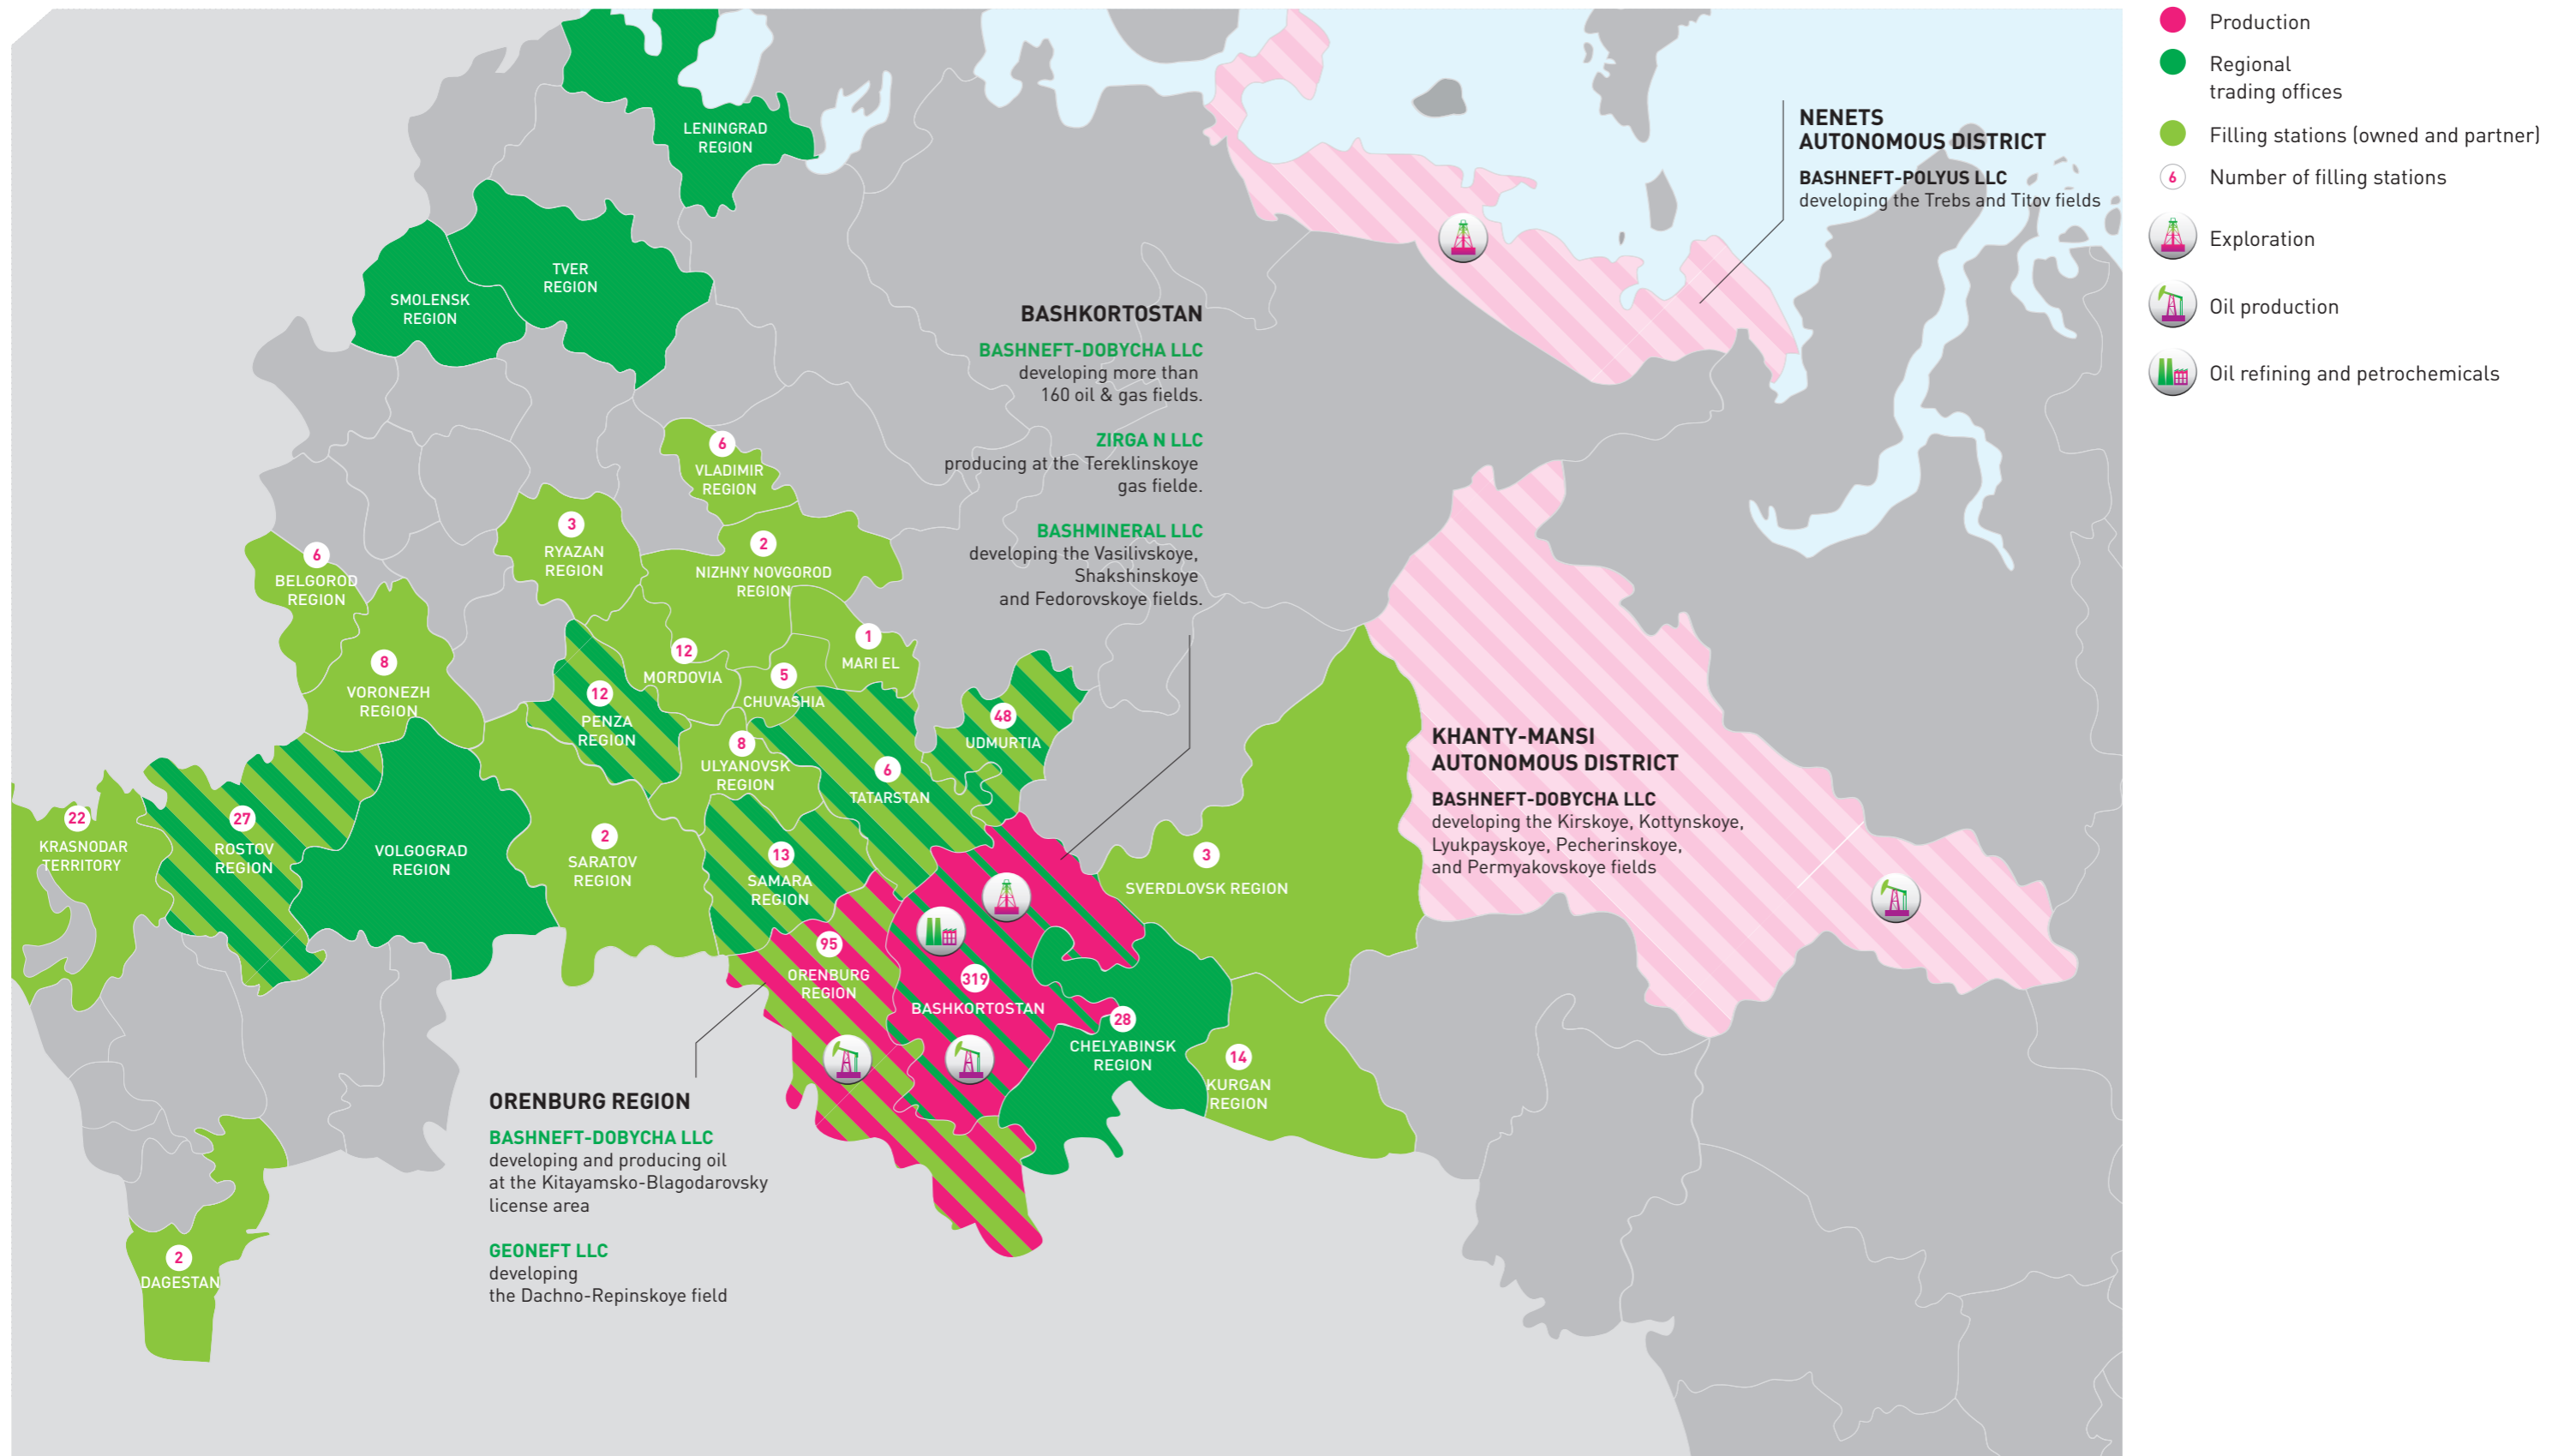 Production
Regional
trading offices
Filling stations (owned and partner)
6
Number of filling stations
Exploration
Oil production
Oil refining and petrochemicals
LENINGRAD
REGION
NENETS
AUTONOMOUS DISTRICT
BASHNEFT-POLYUS LLC
developing the Trebs and Titov fields
TVER
REGION
SMOLENSK
REGION
BASHKORTOSTAN
BASHNEFT-DOBYCHA LLC
developing more than
160 oil & gas fields.
ZIRGA N LLC
producing at the Tereklinskoye
gas fielde.
BASHMINERAL LLC
developing the Vasilivskoye,
Shakshinskoye
and Fedorovskoye fields.
6
VLADIMIR
REGION
3
RYAZAN
REGION
2
NIZHNY NOVGOROD
REGION
6
BELGOROD
REGION
8
VORONEZH
REGION
12
MORDOVIA
1
MARI EL
5
CHUVASHIA
12
PENZA
REGION
48
UDMURTIA
8
ULYANOVSK
REGION
6
TATARSTAN
22
KRASNODAR
TERRITORY
27
ROSTOV
REGION
VOLGOGRAD
REGION
2
SARATOV
REGION
13
SAMARA
REGION
3
SVERDLOVSK REGION
KHANTY-MANSI
AUTONOMOUS DISTRICT
BASHNEFT-DOBYCHA LLC
developing the Kirskoye, Kottynskoye,
Lyukpayskoye, Pecherinskoye,
and Permyakovskoye fields
95
ORENBURG
REGION
319
BASHKORTOSTAN
28
CHELYABINSK
REGION
14
KURGAN
REGION
ORENBURG REGION
BASHNEFT-DOBYCHA LLC
developing and producing oil
at the Kitayamsko-Blagodarovsky
license area
GEONEFT LLC
developing
the Dachno-Repinskoye field
2
DAGESTAN